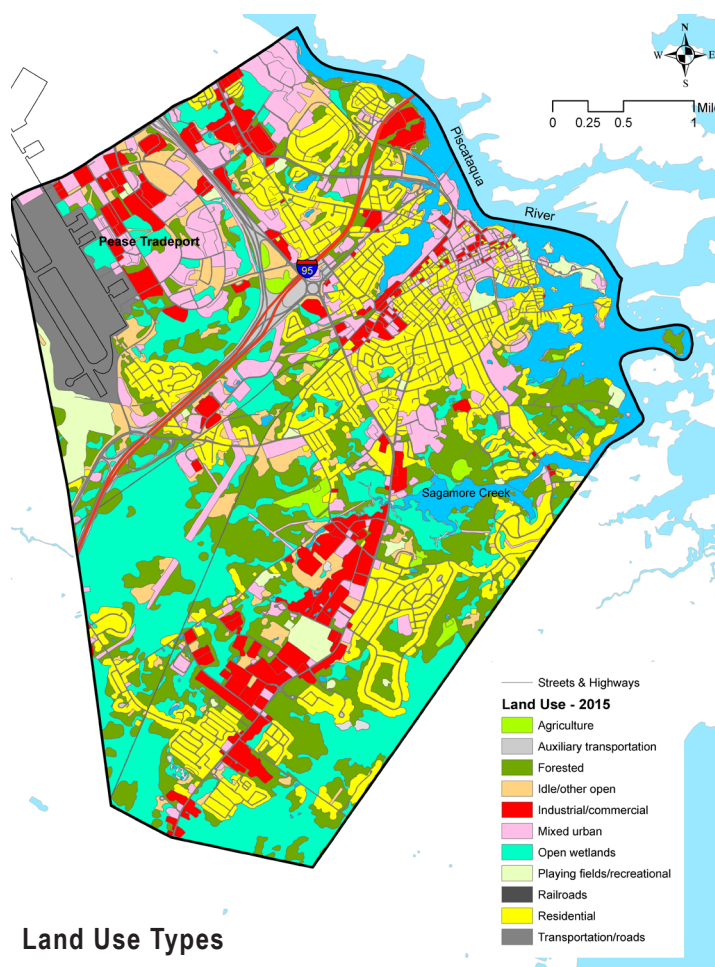 N
W E
S
Mile
0 0.25 0.5 1
Piscataqua
River
Pease Tradeport
95
Sagamore Creek
Streets & Highways
Land Use - 2015
Agriculture
Auxiliary transportation
Forested
Idle/other open
Industrial/commercial
Mixed urban
Open wetlands
Playing fields/recreational
Railroads
Residential
Transportation/roads
Land Use Types